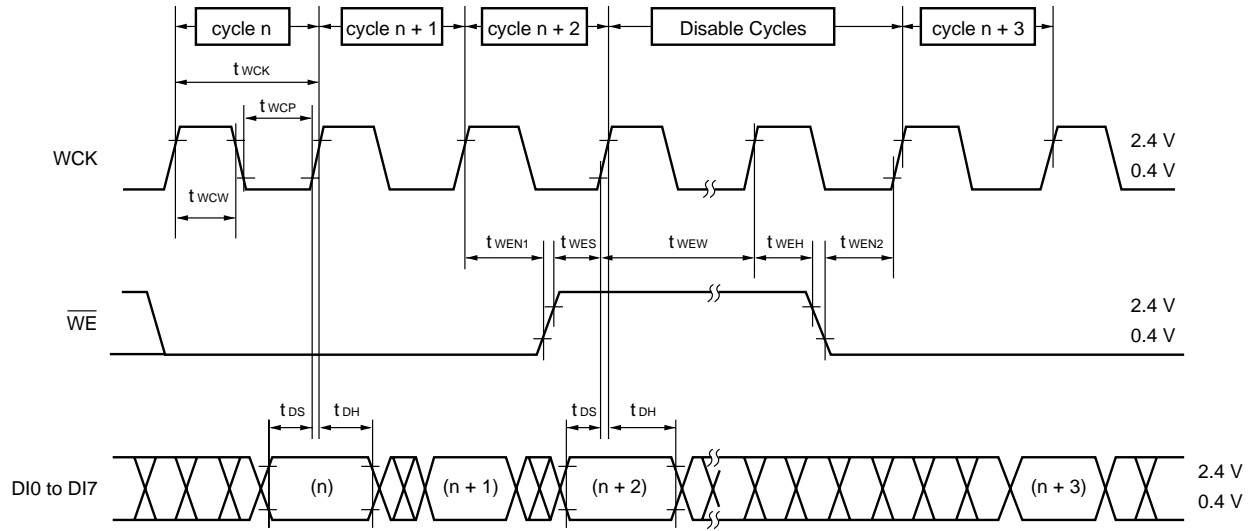 cycle n cycle n + 1 cycle n + 2 Disable Cycles cycle n + 3
tWCK
tWCP
WCK
2.4 V
0.4 V
tWCW
tWEN1 tWES tWEW tWEH tWEN2
WE
2.4 V
0.4 V
tDS tDH tDS tDH
DI0 to DI7
(n) (n + 1) (n + 2) (n + 3)
2.4 V
0.4 V